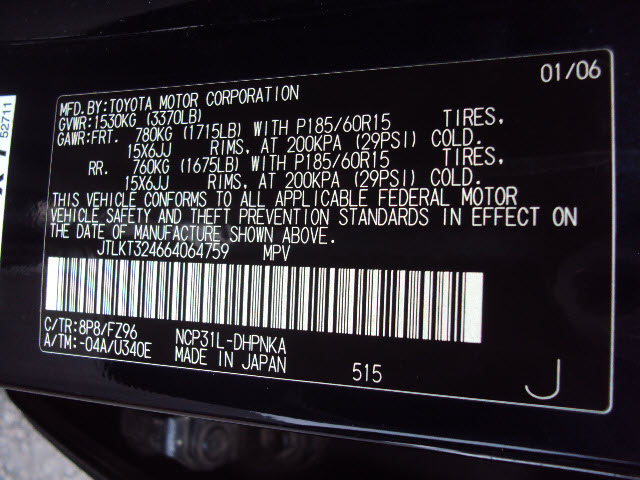 01/06
MFD.BY:TOYOTA MOTOR CORPORATION
GVWR:1530KG (3370LB)
GAWR:FRT. 780KG (1715LB) WITH P185/60R15 TIRES,
15X6JJ RIMS, AT 200KPA (29PSI) COLD.
RR. 760KG (1675LB) WITH P185/60R15 TIRES,
15X6JJ RIMS, AT 200KPA (29PSI) COLD.
THIS VEHICLE CONFORMS TO ALL APPLICABLE FEDERAL MOTOR
VEHICLE SAFETY AND THEFT PREVENTION STANDARDS IN EFFECT ON
THE DATE OF MANUFACTURE SHOWN ABOVE.
JTLKT324664064759 MPV
C/TR:8P8/FZ96 NCP31L-DHPNKA
A/TM:-04A/U340E MADE IN JAPAN 515 J
52711